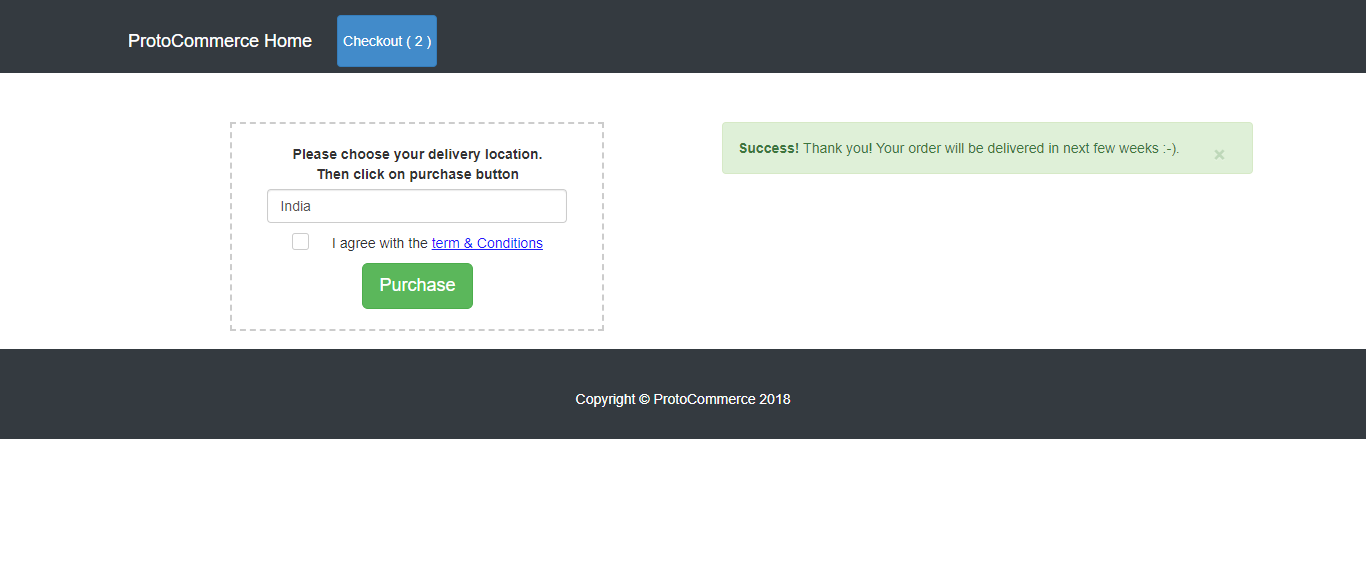 ProtoCommerce Home
Checkout ( 2 )
Please choose your delivery location.
Then click on purchase button
India
I agree with the term & Conditions
Purchase
Success! Thank you! Your order will be delivered in next few weeks :-).
×
Copyright © ProtoCommerce 2018